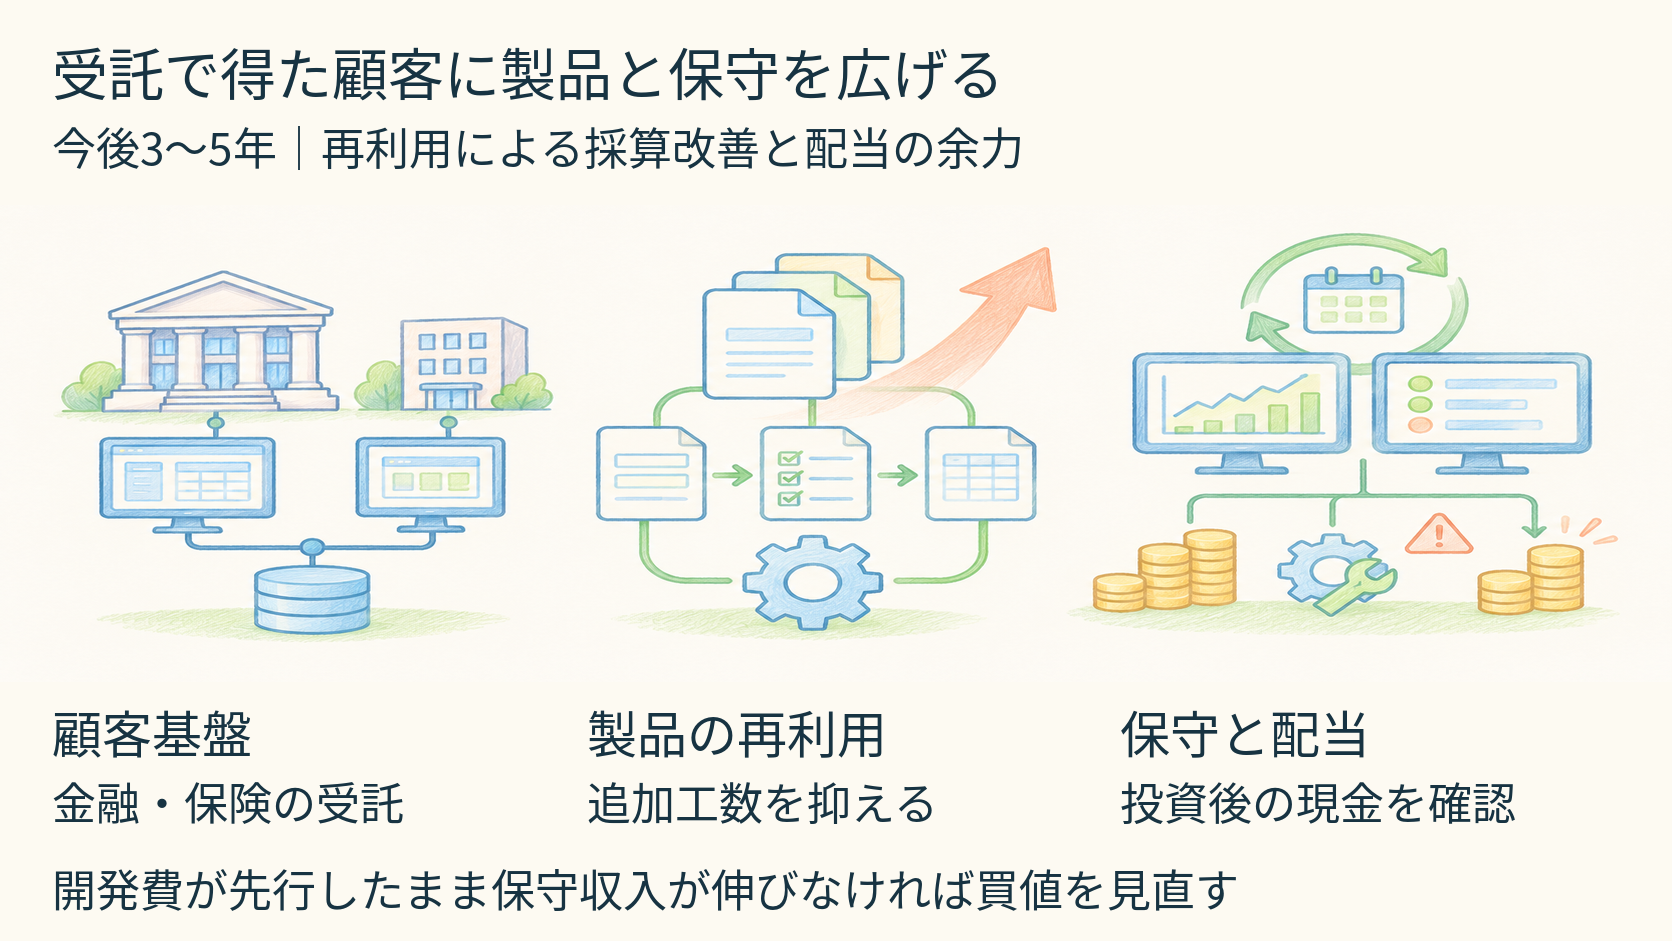 受託で得た顧客に製品と保守を広げる
今後3〜5年｜再利用による採算改善と配当の余力
顧客基盤
金融・保険の受託
製品の再利用
追加工数を抑える
保守と配当
投資後の現金を確認
開発費が先行したまま保守収入が伸びなければ買値を見直す